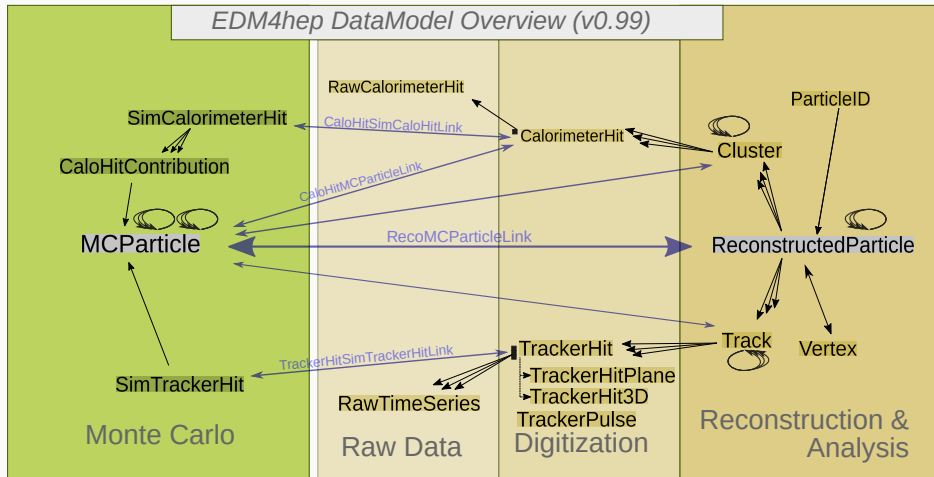 EDM4hep DataModel Overview (v0.99)
RawCalorimeterHit
ParticleID
SimCalorimeterHit
CaloHitSimCaloHitLink
CalorimeterHit
Cluster
CaloHitContribution
CaloHitMCParticleLink
MCParticle
RecoMCParticleLink
ReconstructedParticle
Track
TrackerHit
Vertex
TrackerHitSimTrackerHitLink
SimTrackerHit
TrackerHitPlane
TrackerHit3D
RawTimeSeries
TrackerPulse
Monte Carlo
Raw Data
Digitization
Reconstruction &
Analysis